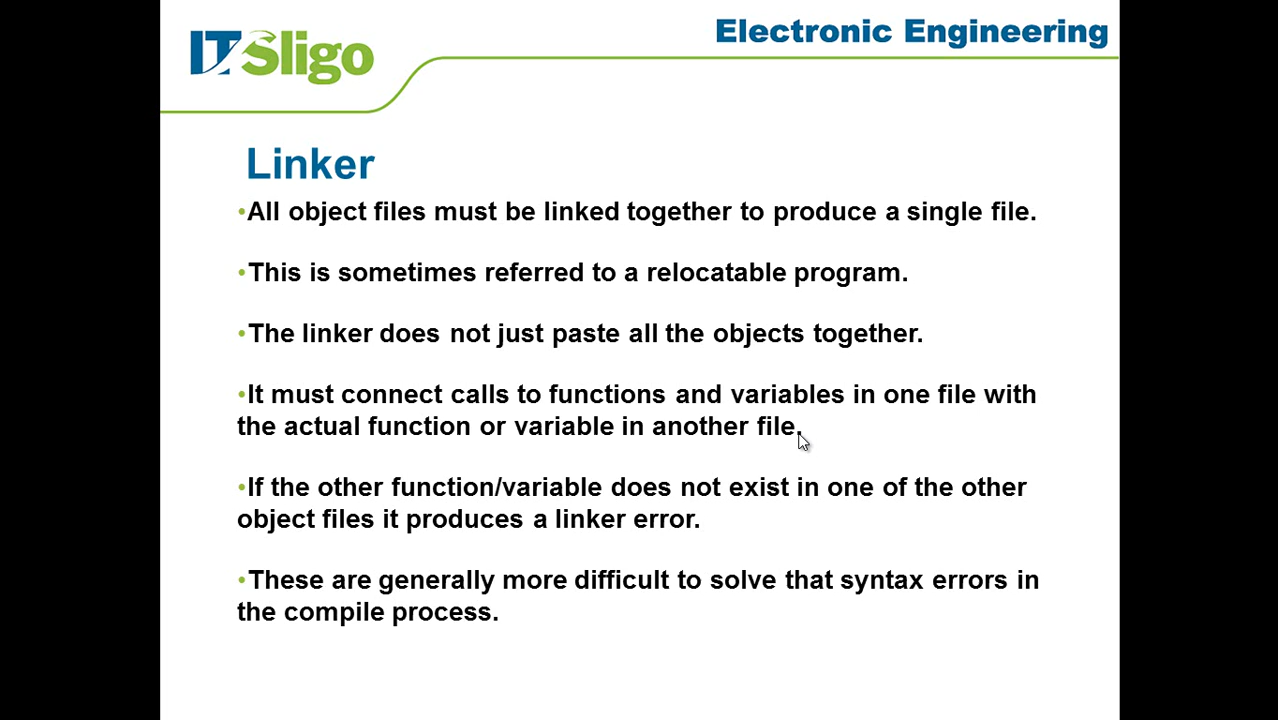 ITSligo
Electronic Engineering
Linker
•All object files must be linked together to produce a single file.
•This is sometimes referred to a relocatable program.
•The linker does not just paste all the objects together.
•It must connect calls to functions and variables in one file with
the actual function or variable in another file.
•If the other function/variable does not exist in one of the other
object files it produces a linker error.
•These are generally more difficult to solve that syntax errors in
the compile process.